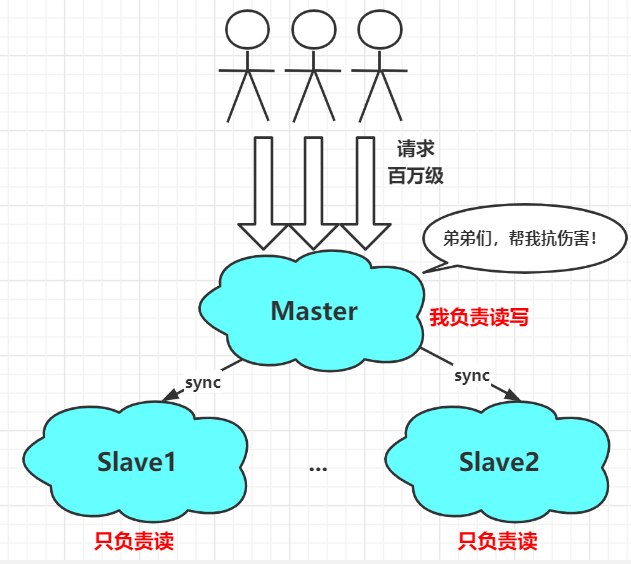 请求
百万级
弟弟们，帮我抗伤害！
Master
我负责读写
sync
sync
Slave1
...
Slave2
只负责读
只负责读